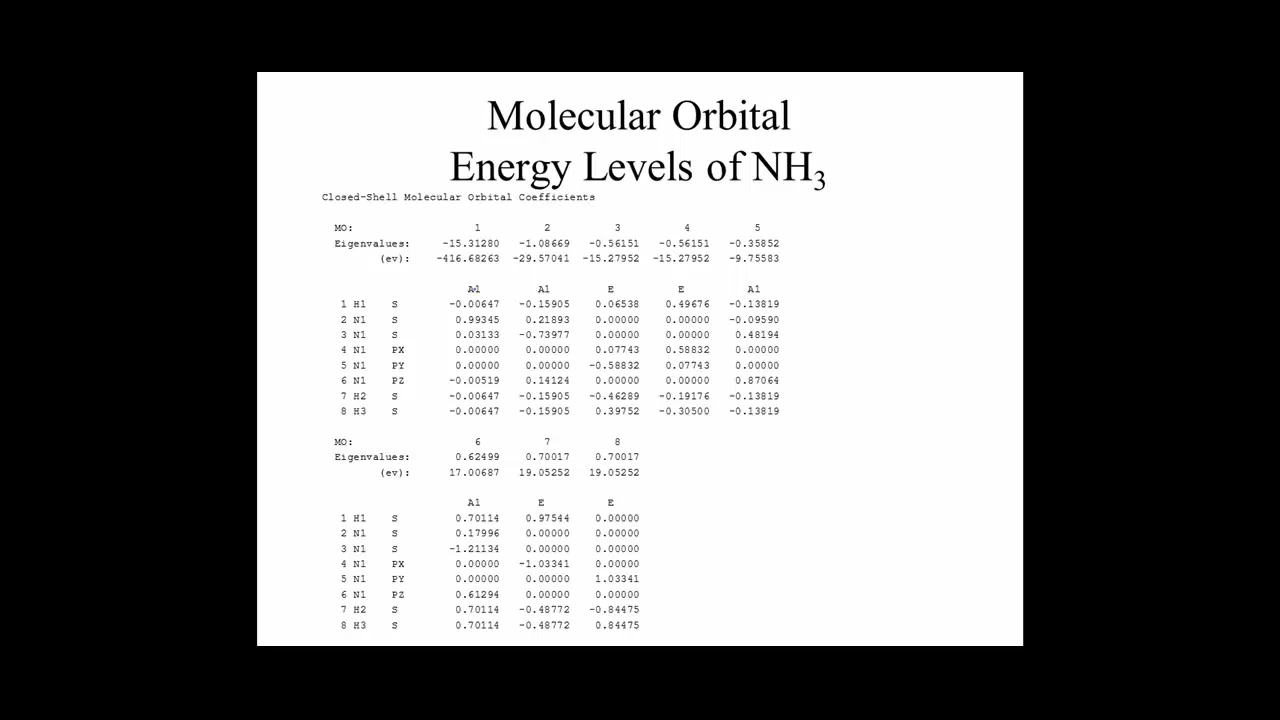 Molecular Orbital
Energy Levels of NH3
Closed-Shell Molecular Orbital Coefficients
MO: 1 2 3 4 5
Eigenvalues: -15.31280 -1.08669 -0.56151 -0.56151 -0.35852
(ev): -416.68263 -29.57041 -15.27952 -15.27952 -9.75583
A1 A1 E E A1
1 H1 S -0.00647 -0.15905 0.06538 0.49676 -0.13819
2 N1 S 0.99345 0.21893 0.00000 0.00000 -0.09590
3 N1 S 0.03133 -0.73977 0.00000 0.00000 0.48194
4 N1 PX 0.00000 0.00000 0.07743 0.58832 0.00000
5 N1 PY 0.00000 0.00000 -0.58832 0.07743 0.00000
6 N1 PZ -0.00519 0.14124 0.00000 0.00000 0.87064
7 H2 S -0.00647 -0.15905 -0.46289 -0.19176 -0.13819
8 H3 S -0.00647 -0.15905 0.39752 -0.30500 -0.13819
MO: 6 7 8
Eigenvalues: 0.62499 0.70017 0.70017
(ev): 17.00687 19.05252 19.05252
A1 E E
1 H1 S 0.70114 0.97544 0.00000
2 N1 S 0.17996 0.00000 0.00000
3 N1 S -1.21134 0.00000 0.00000
4 N1 PX 0.00000 -1.03341 0.00000
5 N1 PY 0.00000 0.00000 1.03341
6 N1 PZ 0.61294 0.00000 0.00000
7 H2 S 0.70114 -0.48772 -0.84475
8 H3 S 0.70114 -0.48772 0.84475